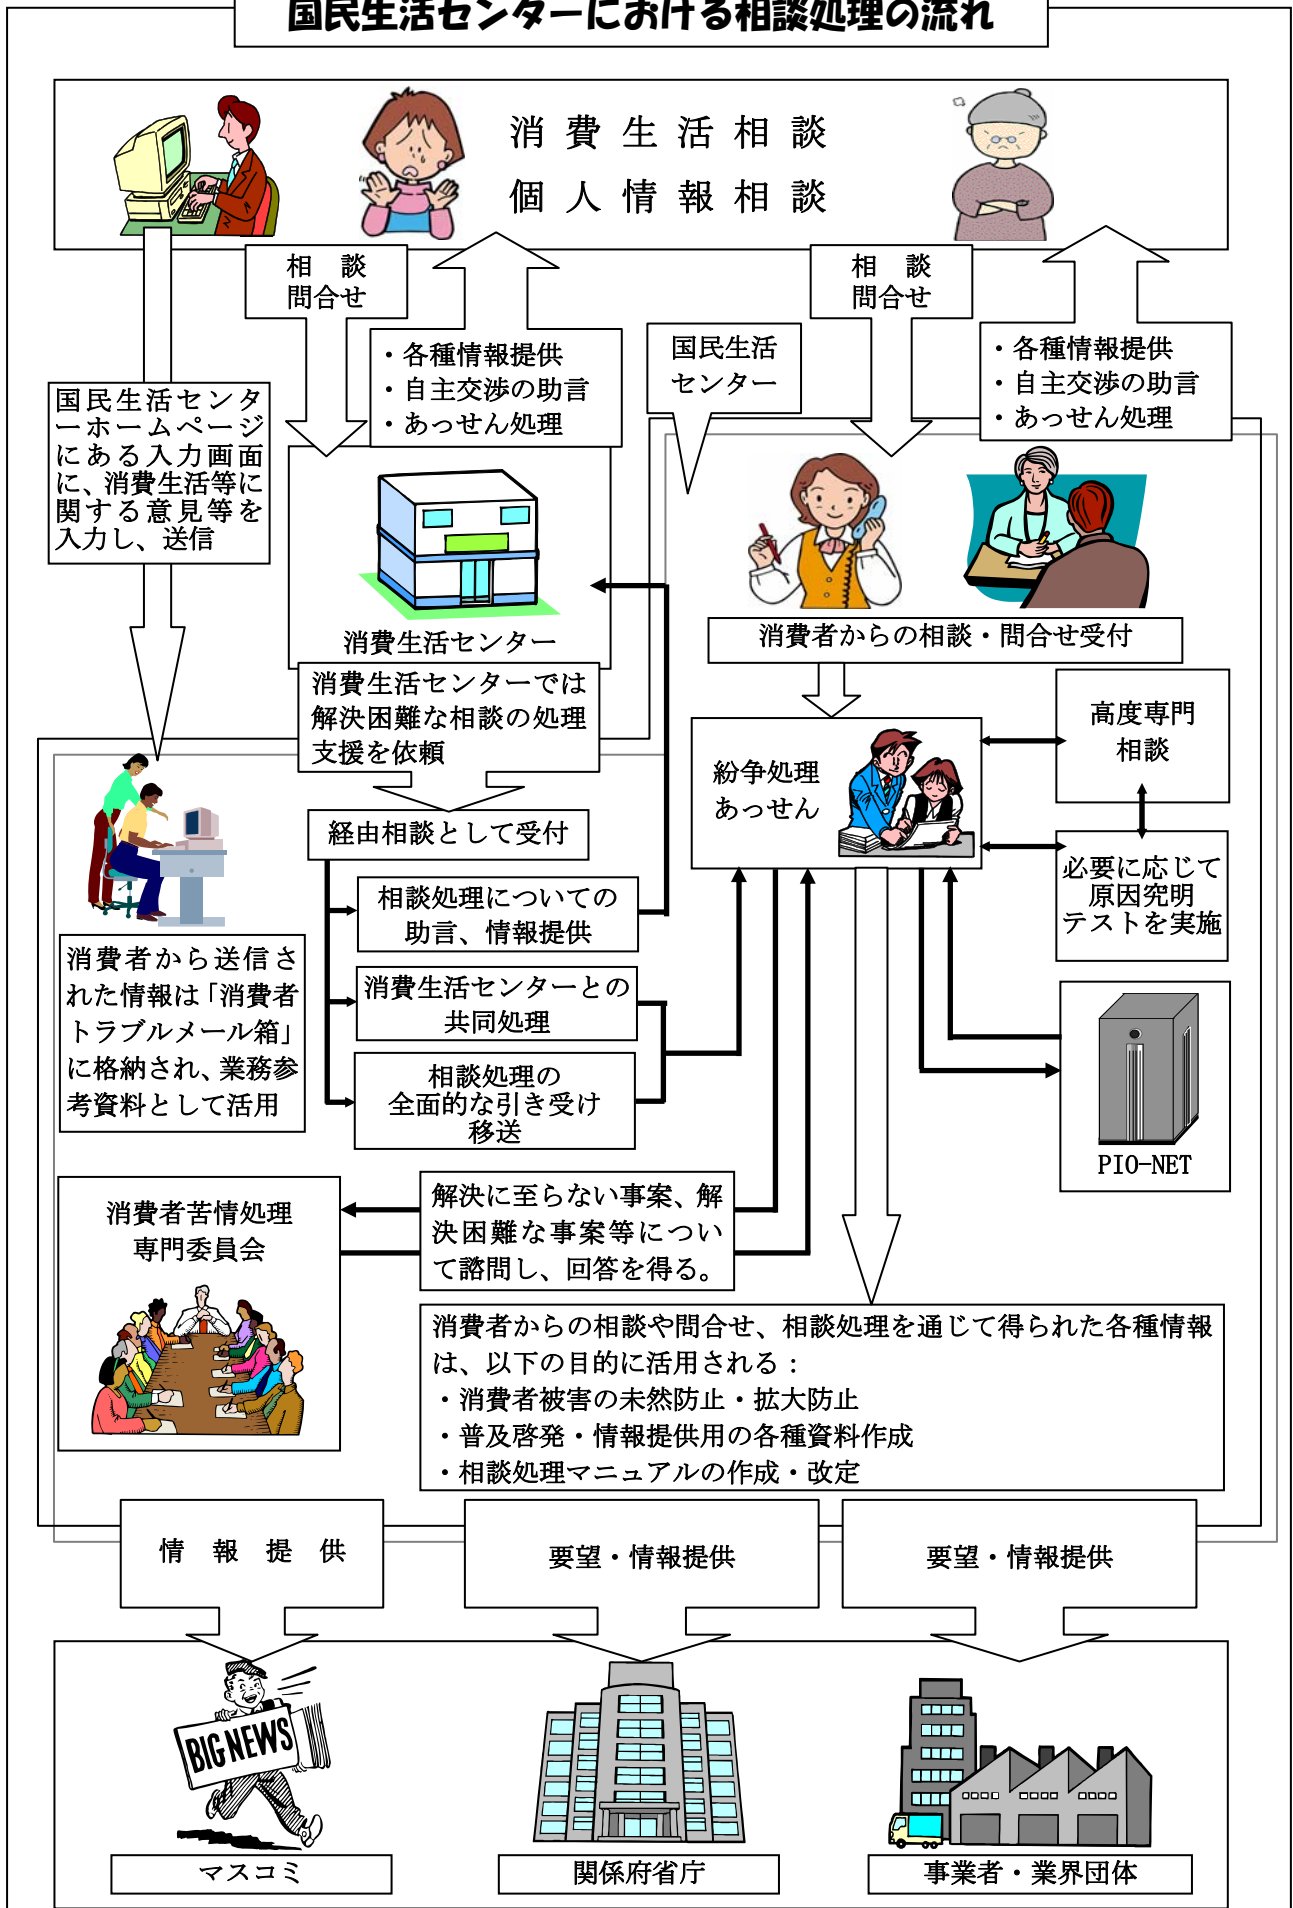 国民生活センターにおける相談処理の流れ
消費生活相談
個人情報相談
相　談
問合せ
・各種情報提供
・自主交渉の助言
・あっせん処理
国民生活
センター
相　談
問合せ
・各種情報提供
・自主交渉の助言
・あっせん処理
国民生活センタ
ーホームページ
にある入力画面
に、消費生活等に
関する意見等を
入力し、送信
消費生活センター
消費者からの相談・問合せ受付
消費生活センターでは
解決困難な相談の処理
支援を依頼
経由相談として受付
紛争処理
あっせん
高度専門
相談
必要に応じて
原因究明
テストを実施
相談処理についての
助言、情報提供
消費生活センターとの
共同処理
相談処理の
全面的な引き受け
移送
消費者から送信さ
れた情報は「消費者
トラブルメール箱」
に格納され、業務参
考資料として活用
PIO-NET
消費者苦情処理
専門委員会
解決に至らない事案、解
決困難な事案等につい
て諮問し、回答を得る。
消費者からの相談や問合せ、相談処理を通じて得られた各種情報
は、以下の目的に活用される：
・消費者被害の未然防止・拡大防止
・普及啓発・情報提供用の各種資料作成
・相談処理マニュアルの作成・改定
情　報　提　供
要望・情報提供
要望・情報提供
BIG NEWS
マスコミ
関係府省庁
事業者・業界団体